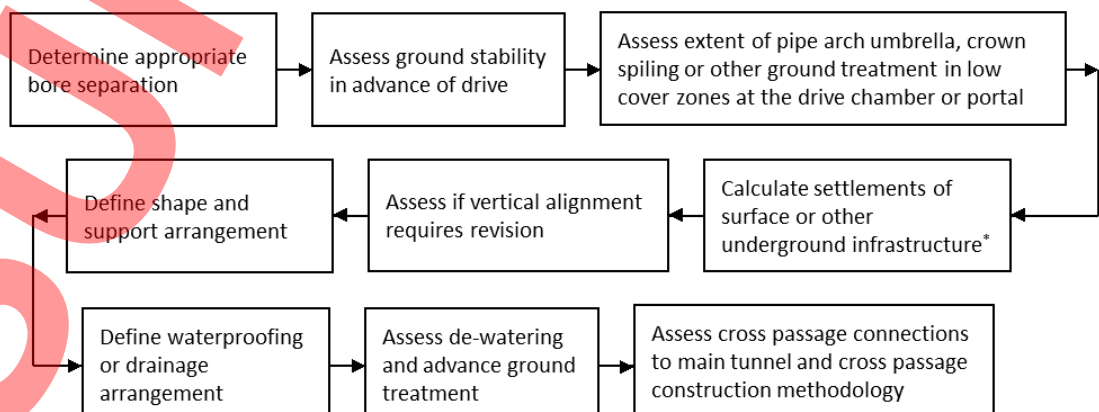 Determine appropriate
bore separation
Assess ground stability
in advance of drive
Assess extent of pipe arch umbrella, crown
spiling or other ground treatment in low
cover zones at the drive chamber or portal
Calculate settlements of
surface or other
underground infrastructure*
Assess if vertical alignment
requires revision
Define shape and
support arrangement
Define waterproofing
or drainage
arrangement
Assess de-watering
and advance ground
treatment
Assess cross passage connections
to main tunnel and cross passage
construction methodology